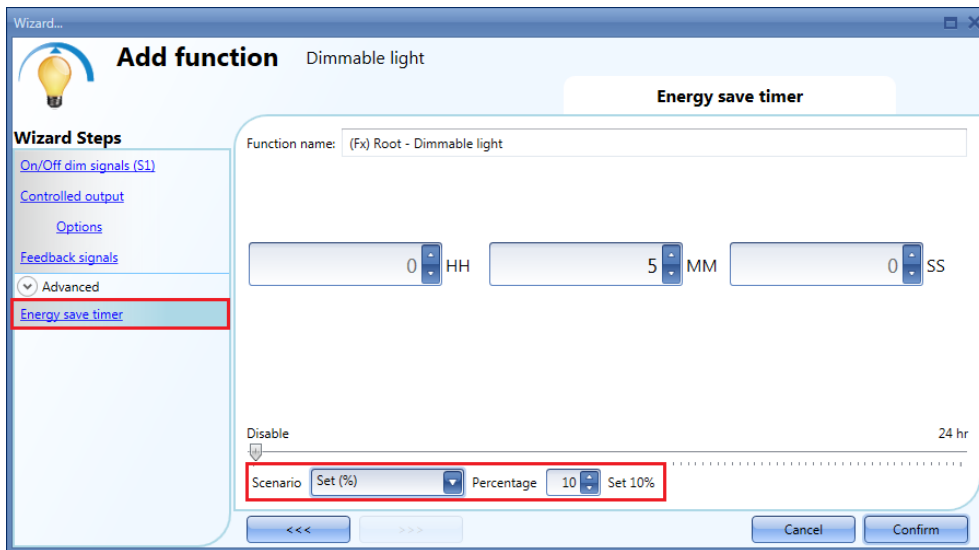 Wizard...
Add function Dimmable light
Energy save timer
Wizard Steps
On/Off dim signals (S1)
Controlled output
Options
Feedback signals
Advanced
Energy save timer
Function name: (Fx) Root - Dimmable light
0 HH 5 MM 0 SS
Disable 24 hr
Scenario Set (%) Percentage 10 Set 10%
<<< >>> Cancel Confirm